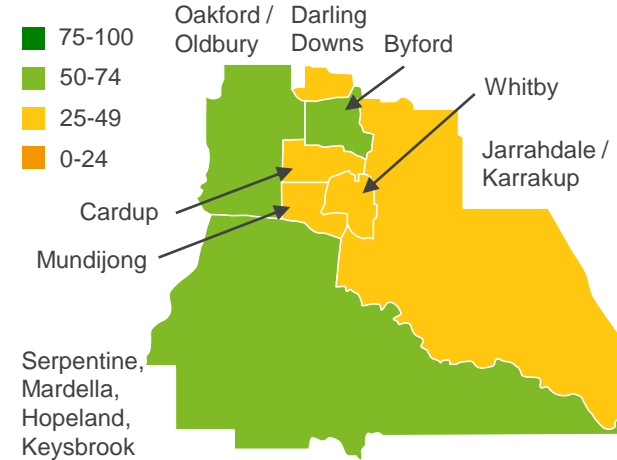 75-100
50-74
25-49
0-24
Oakford /
Oldbury
Darling
Downs
Byford
Whitby
Jarrahdale /
Karrakup
Cardup
Mundijong
Serpentine,
Mardella,
Hopeland,
Keysbrook